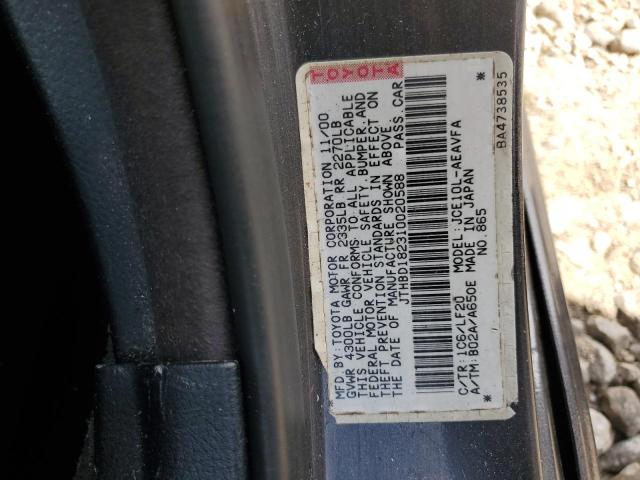 TOYOTA
MFD.BY:TOYOTA MOTOR CORPORATION 11/00
GVWR 4300LB GAWR FR 2335LB RR 2270LB
THIS VEHICLE CONFORMS TO ALL APPLICABLE
FEDERAL MOTOR VEHICLE SAFETY,BUMPER,AND
THEFT PREVENTION STANDARDS IN EFFECT ON
THE DATE OF MANUFACTURE SHOWN ABOVE.
JTHBD182310020588 PASS.CAR
C/TR:1C6/LF20 MODEL:JCE10L-AEAVFA
A/TM:B02A/A650E MADE IN JAPAN
* NO.865 *
BA4738535